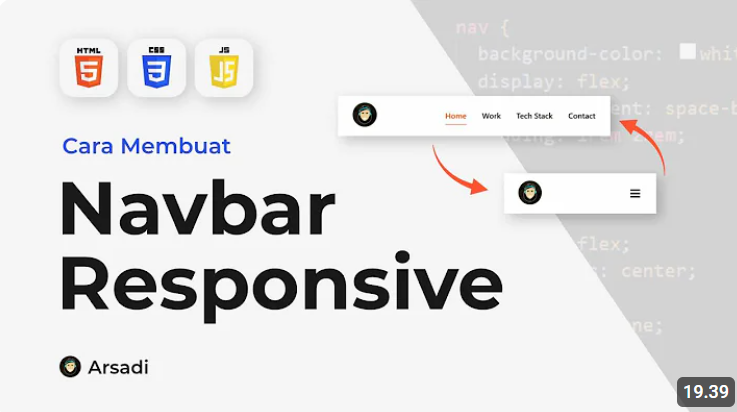 HTML
CSS
JS
Cara Membuat
Navbar
Responsive
Arsadi
Home Work Tech Stack Contact
nav {
background-color:
display: flex;
flex;
center;
19.39